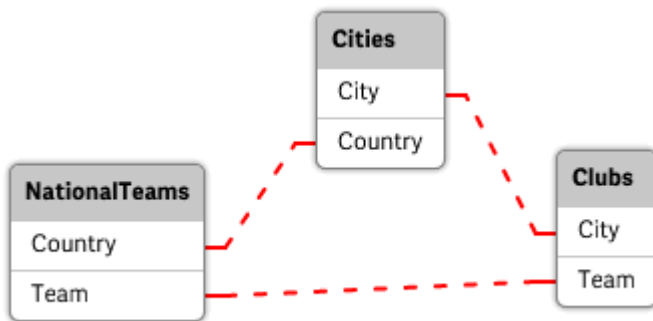 Cities
City
Country
NationalTeams
Country
Team
Clubs
City
Team